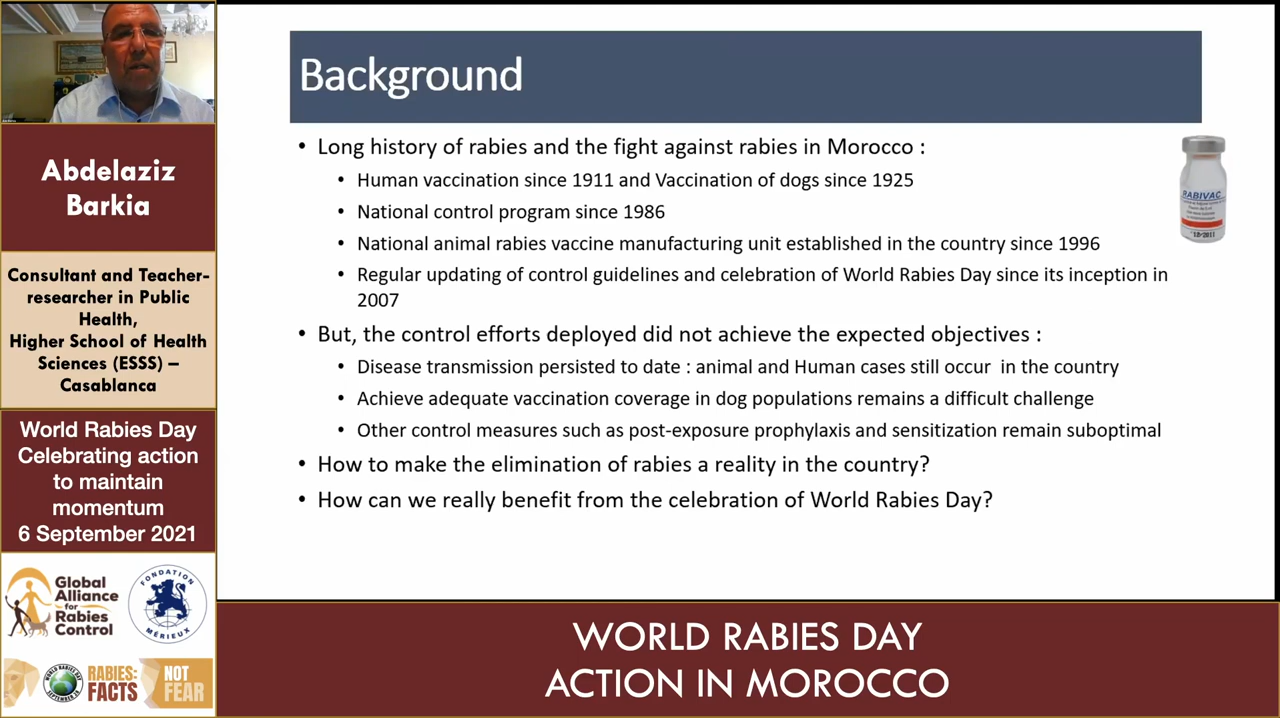 Abdelaziz
Barkia
Consultant and Teacher-
researcher in Public
Health,
Higher School of Health
Sciences (ESSS) –
Casablanca
World Rabies Day
Celebrating action
to maintain
momentum
6 September 2021
Global
Alliance
for
Rabies
Control
FONDATION
MÉRIEUX
WORLD RABIES DAY
RABIES:
FACTS
NOT
FEAR
Background
• Long history of rabies and the fight against rabies in Morocco :
• Human vaccination since 1911 and Vaccination of dogs since 1925
• National control program since 1986
• National animal rabies vaccine manufacturing unit established in the country since 1996
• Regular updating of control guidelines and celebration of World Rabies Day since its inception in
2007
• But, the control efforts deployed did not achieve the expected objectives :
• Disease transmission persisted to date : animal and Human cases still occur in the country
• Achieve adequate vaccination coverage in dog populations remains a difficult challenge
• Other control measures such as post-exposure prophylaxis and sensitization remain suboptimal
• How to make the elimination of rabies a reality in the country?
• How can we really benefit from the celebration of World Rabies Day?
RABIVAC
WORLD RABIES DAY
ACTION IN MOROCCO